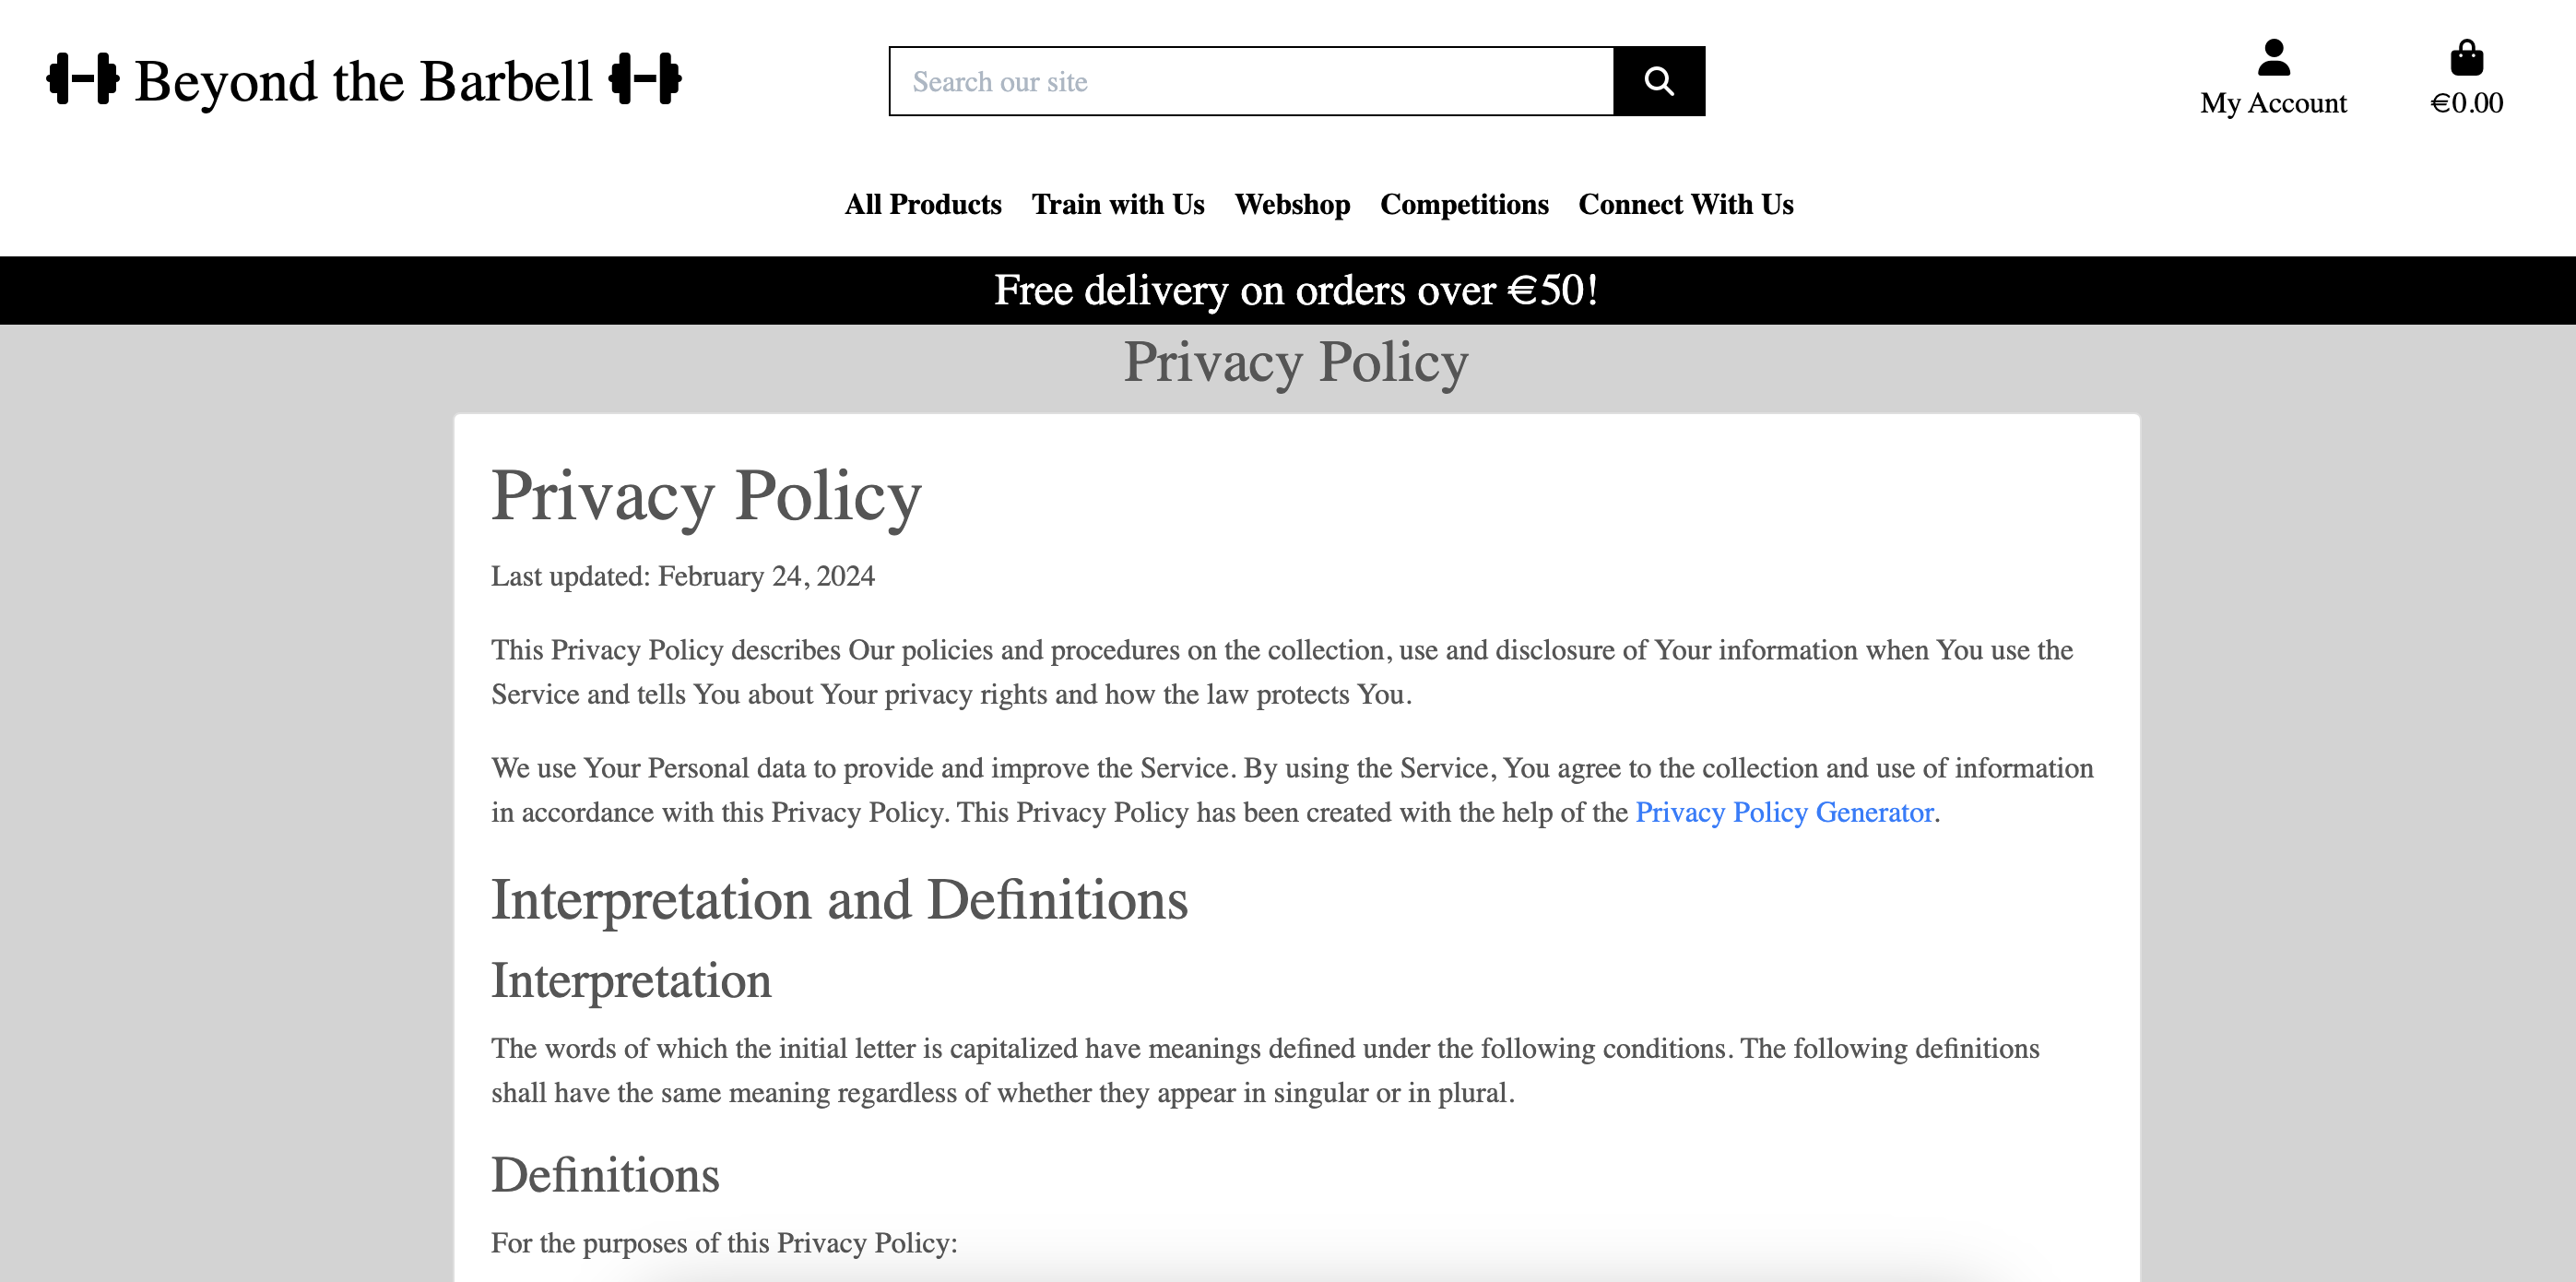 Beyond the Barbell
Search our site
My Account
€0.00
All Products Train with Us Webshop Competitions Connect With Us
Free delivery on orders over €50!
Privacy Policy
Privacy Policy
Last updated: February 24, 2024
This Privacy Policy describes Our policies and procedures on the collection, use and disclosure of Your information when You use the
Service and tells You about Your privacy rights and how the law protects You.
We use Your Personal data to provide and improve the Service. By using the Service, You agree to the collection and use of information
in accordance with this Privacy Policy. This Privacy Policy has been created with the help of the Privacy Policy Generator.
Interpretation and Definitions
Interpretation
The words of which the initial letter is capitalized have meanings defined under the following conditions. The following definitions
shall have the same meaning regardless of whether they appear in singular or in plural.
Definitions
For the purposes of this Privacy Policy: